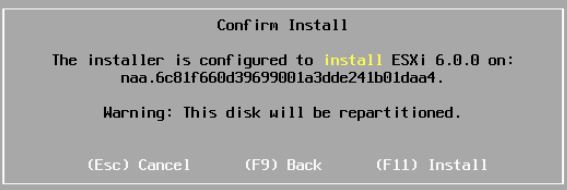 Confirm Install
The installer is configured to install ESXi 6.0.0 on:
naa.6c81f660d39699001a3dde241b01daa4.
Warning: This disk will be repartitioned.
(Esc) Cancel (F9) Back (F11) Install